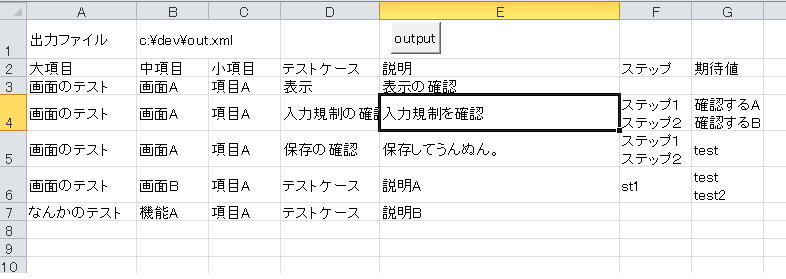 A B C D E F G
1 出力ファイル c:¥dev¥out.xml output
2 大項目 中項目 小項目 テストケース 説明 ステップ 期待値
3 画面のテスト 画面A 項目A 表示 表示の確認
ステップ1 確認するA
4 画面のテスト 画面A 項目A 入力規制の確認 入力規制を確認
ステップ2 確認するB
ステップ1
5 画面のテスト 画面A 項目A 保存の確認 保存してうんぬん。 test
ステップ2
test
6 画面のテスト 画面B 項目A テストケース 説明A st1
test2
7 なんかのテスト 機能A 項目A テストケース 説明B
8
9
10